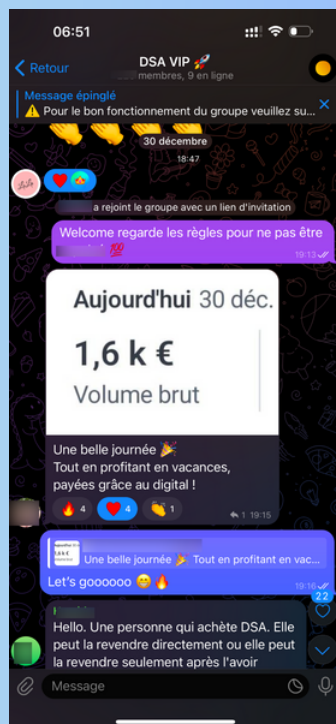 06:51
Retour
DSA VIP 🚀
membres, 9 en ligne
Message épinglé
⚠️ Pour le bon fonctionnement du groupe veuillez su...
30 décembre
18:47
a rejoint le groupe avec un lien d'invitation
Welcome regarde les règles pour ne pas être
💯
19:13
Aujourd'hui 30 déc.
1,6 k €
Volume brut
Une belle journée 🎉
Tout en profitant en vacances,
payées grâce au digital !
🔥 4 ❤️ 4 👏 1
1 19:15
Une belle journée 🎉 Tout en profitant en vac...
Let's goooooo 😁🔥
19:16
22
Hello. Une personne qui achète DSA. Elle
peut la revendre directement ou elle peut
la revendre seulement après l'avoir
Message